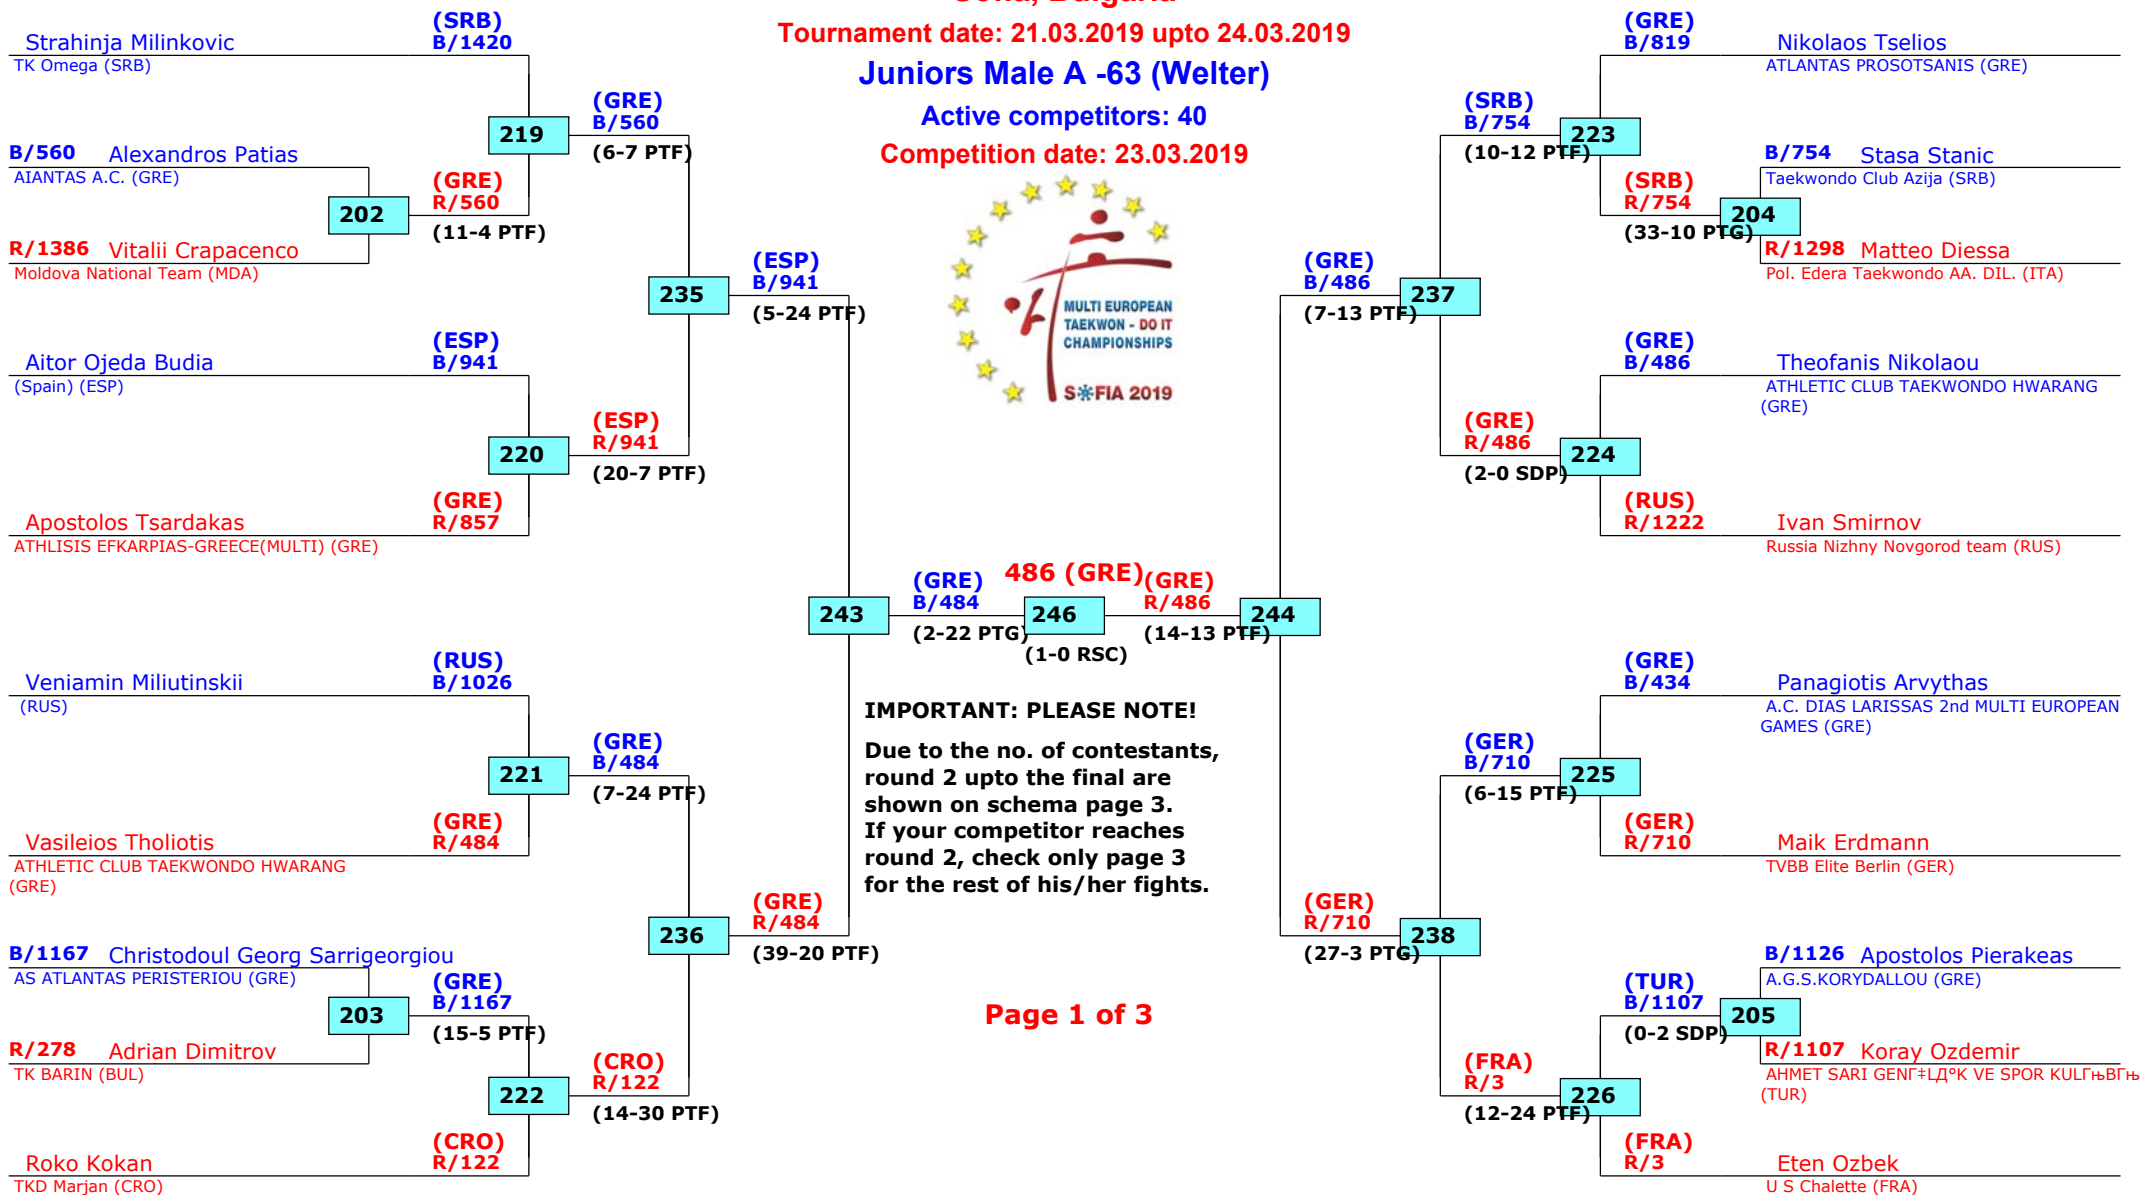 Sofia, Bulgaria
Tournament date: 21.03.2019 upto 24.03.2019
Juniors Male A -63 (Welter)
Active competitors: 40
Competition date: 23.03.2019
MULTI EUROPEAN
TAEKWON - DO IT
CHAMPIONSHIPS
SOFIA 2019
Strahinja Milinkovic
TK Omega (SRB)
(SRB)
B/1420
B/560 Alexandros Patias
AIANTAS A.C. (GRE)
R/1386 Vitalii Crapacenco
Moldova National Team (MDA)
202
(GRE)
R/560
(11-4 PTF)
219
(GRE)
B/560
(6-7 PTF)
Aitor Ojeda Budia
(Spain) (ESP)
(ESP)
B/941
Apostolos Tsardakas
ATHLISIS EFKARPIAS-GREECE(MULTI) (GRE)
(GRE)
R/857
220
(ESP)
R/941
(20-7 PTF)
235
(ESP)
B/941
(5-24 PTF)
Veniamin Miliutinskii
(RUS)
(RUS)
B/1026
Vasileios Tholiotis
ATHLETIC CLUB TAEKWONDO HWARANG
(GRE)
(GRE)
R/484
221
(GRE)
B/484
(7-24 PTF)
B/1167 Christodoul Georg Sarrigeorgiou
AS ATLANTAS PERISTERIOU (GRE)
R/278 Adrian Dimitrov
TK BARIN (BUL)
203
(GRE)
B/1167
(15-5 PTF)
Roko Kokan
TKD Marjan (CRO)
(CRO)
R/122
222
(CRO)
R/122
(14-30 PTF)
236
(GRE)
R/484
(39-20 PTF)
243
(GRE)
B/484
(2-22 PTG)
486 (GRE)
246
(1-0 RSC)
(GRE)
R/486
(14-13 PTF)
244
IMPORTANT: PLEASE NOTE!
Due to the no. of contestants,
round 2 upto the final are
shown on schema page 3.
If your competitor reaches
round 2, check only page 3
for the rest of his/her fights.
Page 1 of 3
(GRE)
B/819
Nikolaos Tselios
ATLANTAS PROSOTSANIS (GRE)
B/754 Stasa Stanic
Taekwondo Club Azija (SRB)
R/1298 Matteo Diessa
Pol. Edera Taekwondo AA. DIL. (ITA)
204
(SRB)
R/754
(33-10 PTG)
223
(SRB)
B/754
(10-12 PTF)
(GRE)
B/486
Theofanis Nikolaou
ATHLETIC CLUB TAEKWONDO HWARANG
(GRE)
(RUS)
R/1222
Ivan Smirnov
Russia Nizhny Novgorod team (RUS)
224
(GRE)
R/486
(2-0 SDP)
237
(GRE)
B/486
(7-13 PTF)
(GRE)
B/434
Panagiotis Arvythas
A.C. DIAS LARISSAS 2nd MULTI EUROPEAN
GAMES (GRE)
(GER)
R/710
Maik Erdmann
TVBB Elite Berlin (GER)
225
(GER)
B/710
(6-15 PTF)
B/1126 Apostolos Pierakeas
A.G.S.KORYDALLOU (GRE)
R/1107 Koray Ozdemir
AHMET SARI GENГ‡LД°K VE SPOR KULГњBГњ
(TUR)
205
(TUR)
B/1107
(0-2 SDP)
(FRA)
R/3
Eten Ozbek
U S Chalette (FRA)
226
(FRA)
R/3
(12-24 PTF)
238
(GER)
R/710
(27-3 PTG)